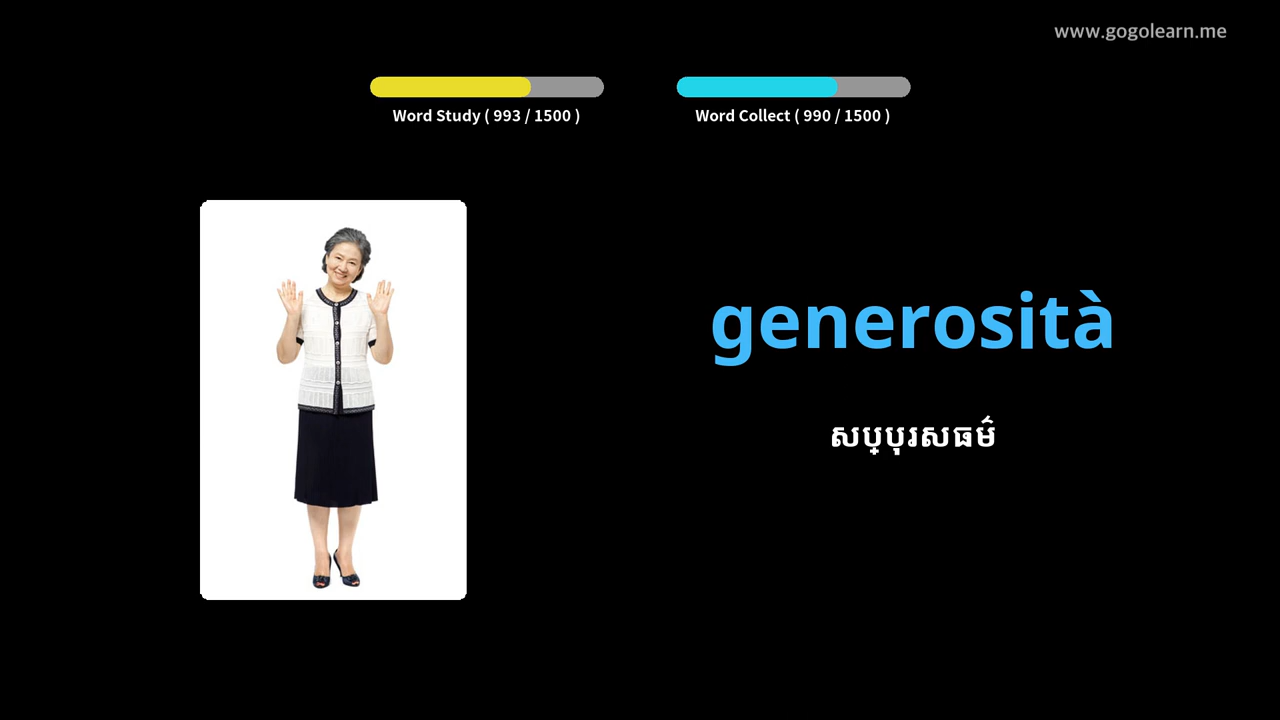 www.gogolearn.me
Word Study ( 993 / 1500 )
Word Collect ( 990 / 1500 )
generosità
សប្បុរសធម៌